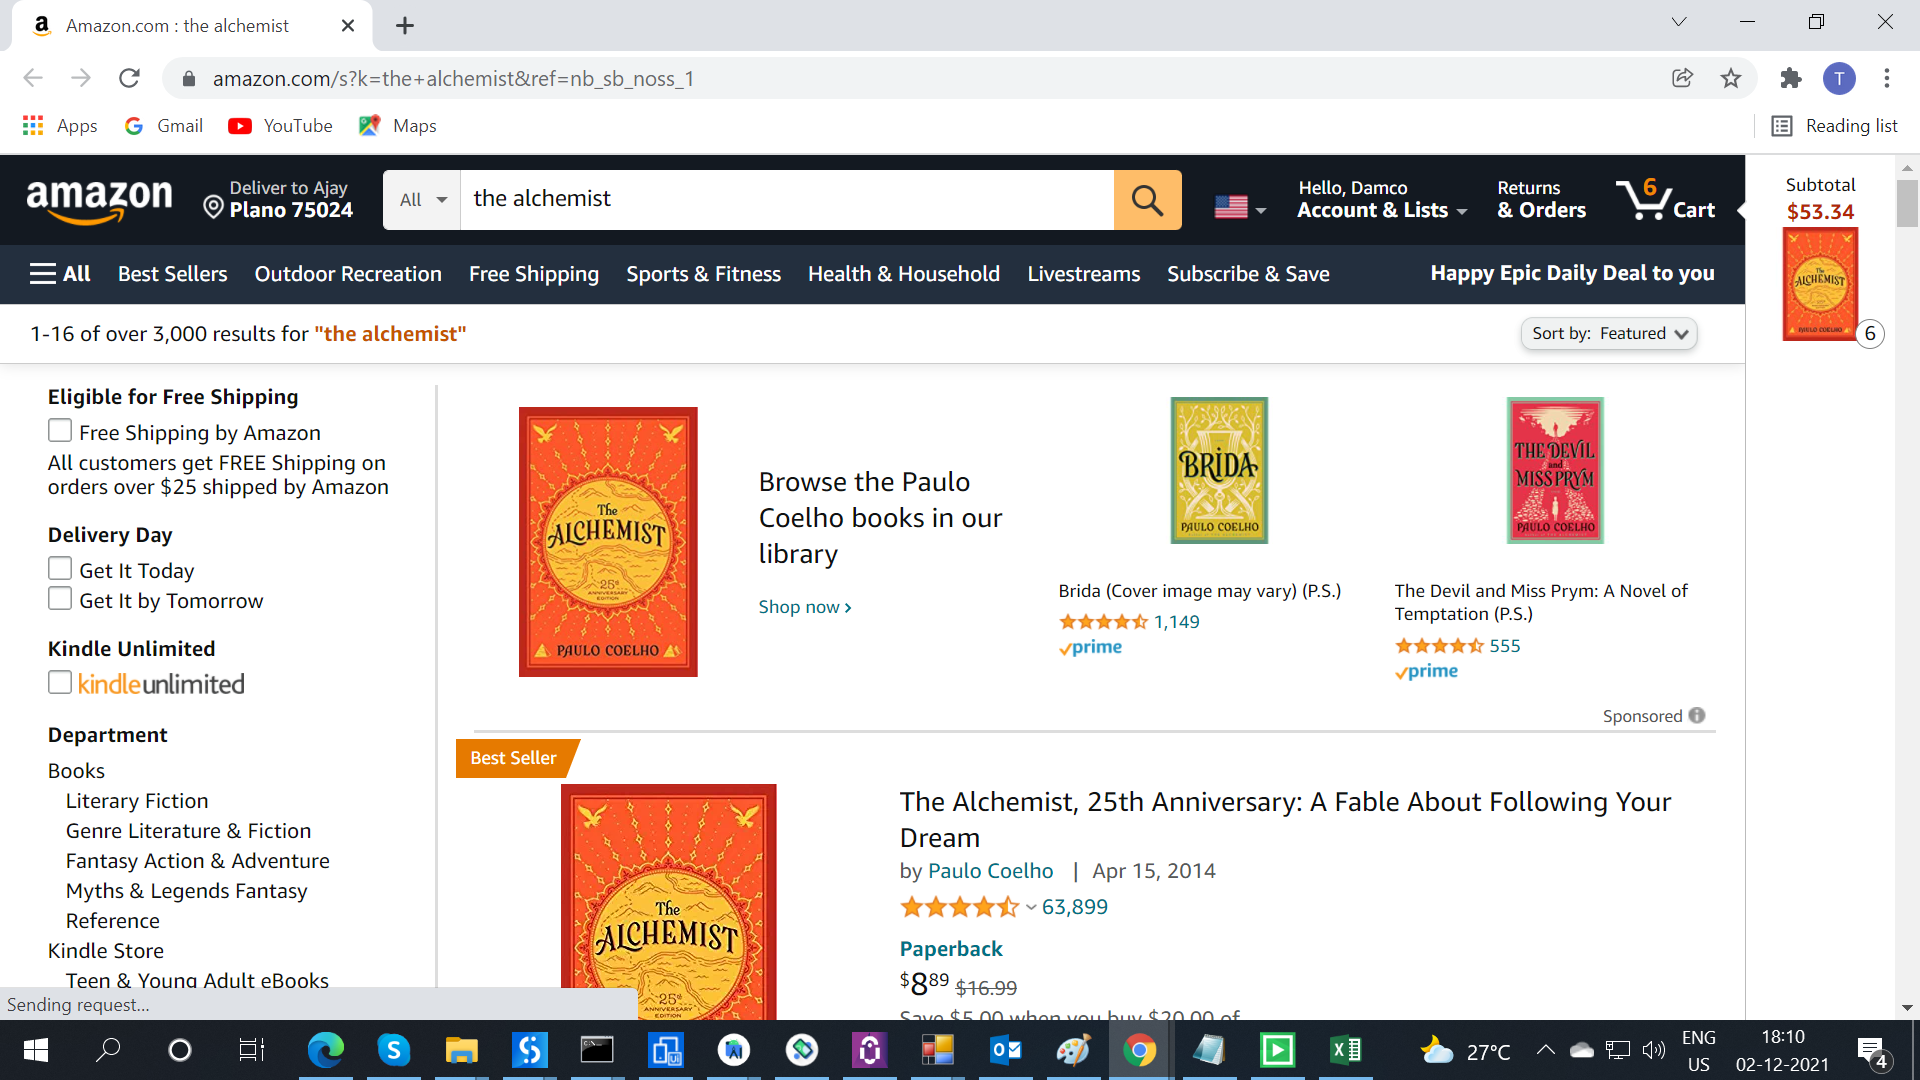 Amazon.com : the alchemist
amazon.com/s?k=the+alchemist&ref=nb_sb_noss_1
T
Apps
Gmail
YouTube
Maps
Reading list
amazon
Deliver to Ajay
Plano 75024
All
the alchemist
Hello, Damco
Account & Lists
Returns
& Orders
6
Cart
Subtotal
$53.34
The
ALCHEMIST
PAULO COELHO
6
All
Best Sellers
Outdoor Recreation
Free Shipping
Sports & Fitness
Health & Household
Livestreams
Subscribe & Save
Happy Epic Daily Deal to you
1-16 of over 3,000 results for "the alchemist"
Sort by: Featured
Eligible for Free Shipping
Free Shipping by Amazon
All customers get FREE Shipping on
orders over $25 shipped by Amazon
Delivery Day
Get It Today
Get It by Tomorrow
Kindle Unlimited
kindleunlimited
Department
Books
Literary Fiction
Genre Literature & Fiction
Fantasy Action & Adventure
Myths & Legends Fantasy
Reference
Kindle Store
Teen & Young Adult eBooks
The
ALCHEMIST
25th
ANNIVERSARY
EDITION
PAULO COELHO
Browse the Paulo
Coelho books in our
library
Shop now ›
BRIDA
PAULO COELHO
Brida (Cover image may vary) (P.S.)
1,149
prime
THE DEVIL
and
MISS PRYM
PAULO COELHO
The Devil and Miss Prym: A Novel of
Temptation (P.S.)
555
prime
Sponsored
Best Seller
The
ALCHEMIST
25th
ANNIVERSARY
EDITION
The Alchemist, 25th Anniversary: A Fable About Following Your
Dream
by Paulo Coelho | Apr 15, 2014
63,899
Paperback
$8.89 $16.99
Save $5.00 when you buy $20.00 of
Sending request...
27°C
ENG
US
18:10
02-12-2021
4